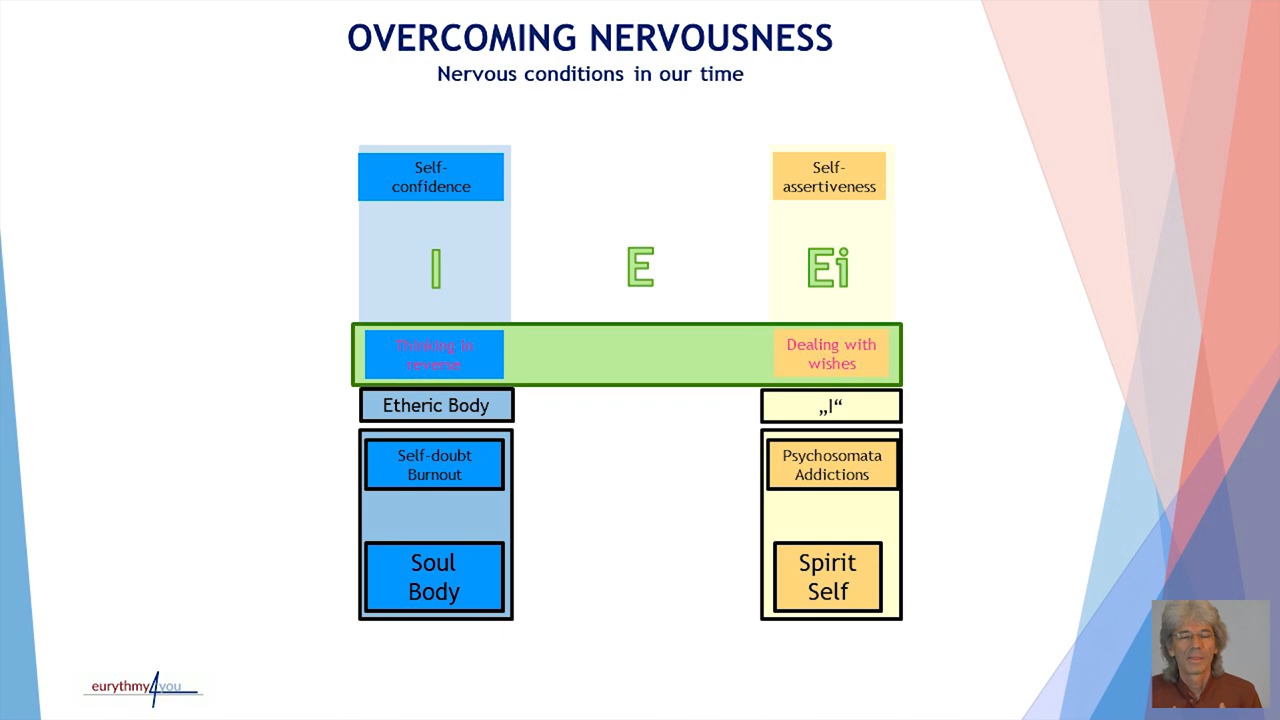 OVERCOMING NERVOUSNESS
Nervous conditions in our time
Self-
confidence
Self-
assertiveness
I
E
Ei
Thinking in
reverse
Dealing with
wishes
Etheric Body
„I“
Self-doubt
Burnout
Psychosomata
Addictions
Soul
Body
Spirit
Self
eurythmy4you